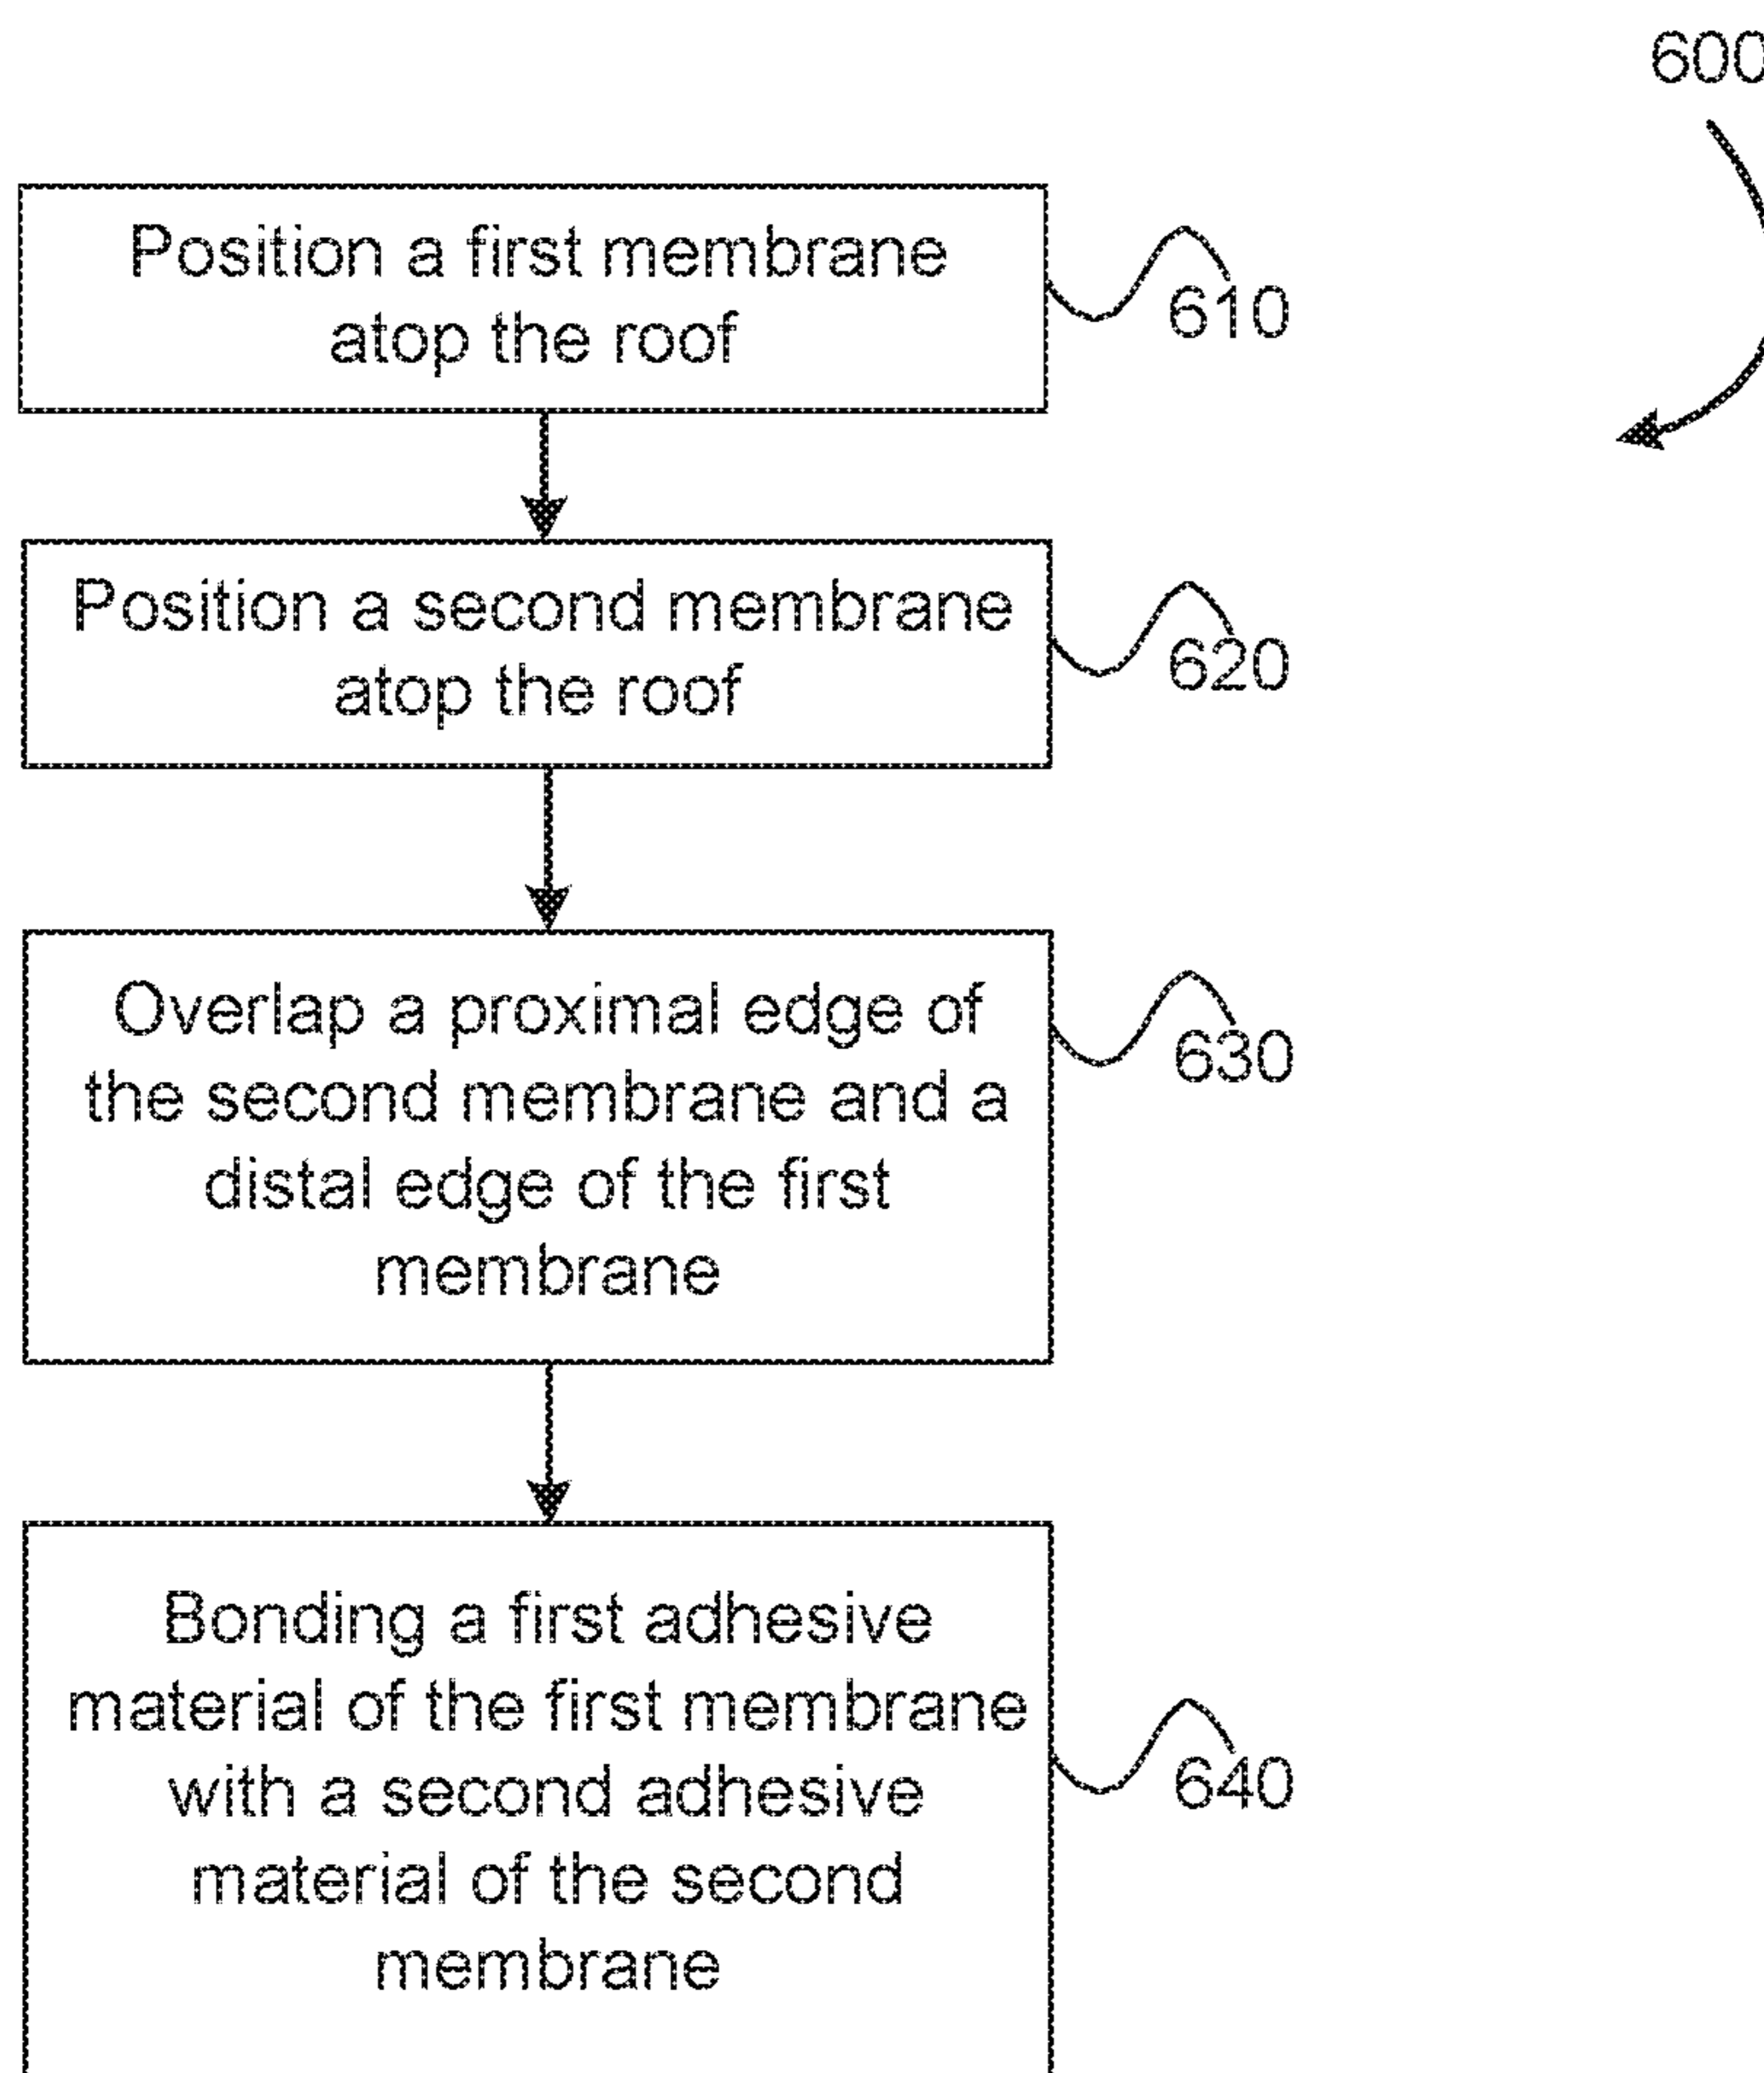 600
Position a first membrane
atop the roof
610
Position a second membrane
atop the roof
620
Overlap a proximal edge of
the second membrane and a
distal edge of the first
membrane
630
Bonding a first adhesive
material of the first membrane
with a second adhesive
material of the second
membrane
640